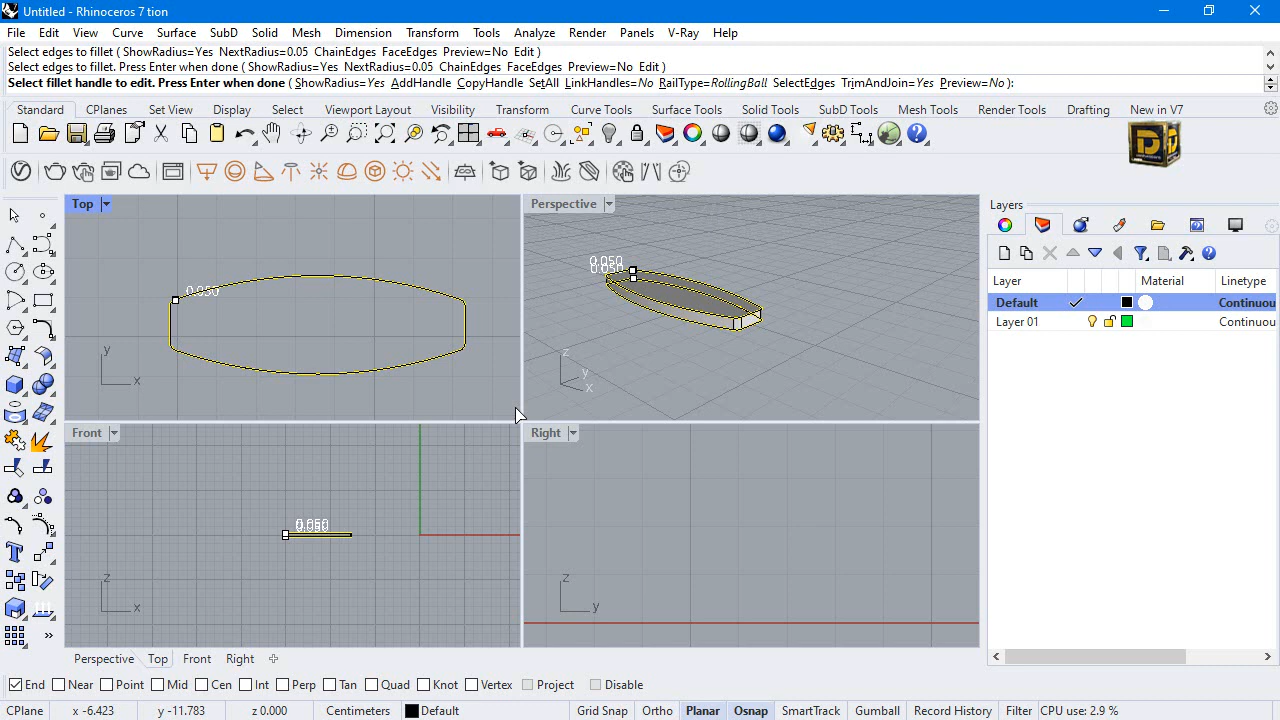 Untitled - Rhinoceros 7 tion
File Edit View Curve Surface SubD Solid Mesh Dimension Transform Tools Analyze Render Panels V-Ray Help
Select edges to fillet ( ShowRadius=Yes NextRadius=0.05 ChainEdges FaceEdges Preview=No Edit )
Select edges to fillet. Press Enter when done ( ShowRadius=Yes NextRadius=0.05 ChainEdges FaceEdges Preview=No Edit )
Select fillet handle to edit. Press Enter when done ( ShowRadius=Yes AddHandle CopyHandle SetAll LinkHandles=No RailType=RollingBall SelectEdges TrimAndJoin=Yes Preview=No ):
Standard CPlanes Set View Display Select Viewport Layout Visibility Transform Curve Tools Surface Tools Solid Tools SubD Tools Mesh Tools Render Tools Drafting New in V7
Top
Perspective
Layers
0.050
0.050
0.050
y
x
z
y
x
Layer Material Linetype
Default Continuou
Layer 01 Continuou
Front
Right
0.050
z
x
z
y
Perspective Top Front Right
End Near Point Mid Cen Int Perp Tan Quad Knot Vertex Project Disable
CPlane x -6.423 y -11.783 z 0.000 Centimeters Default Grid Snap Ortho Planar Osnap SmartTrack Gumball Record History Filter CPU use: 2.9 %